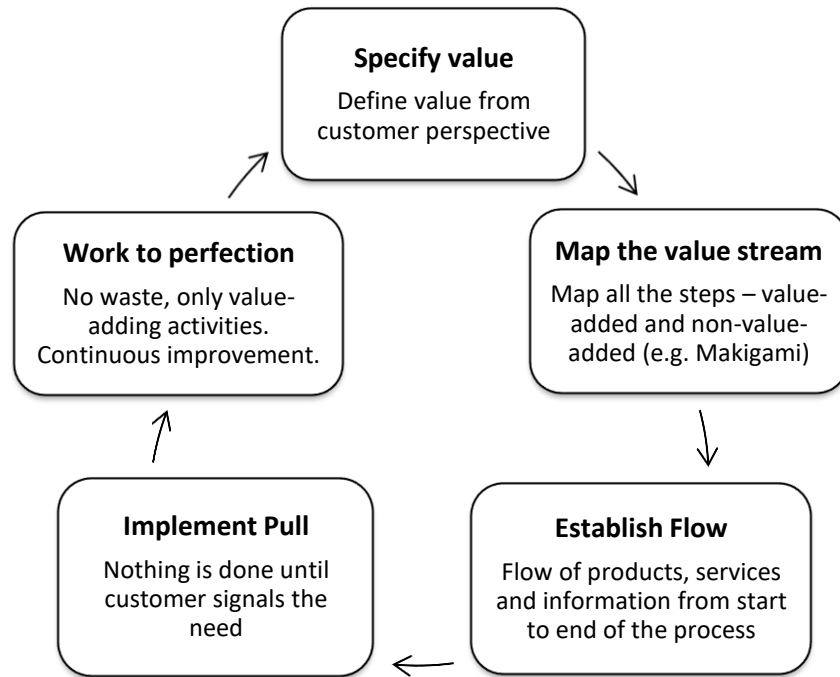 Specify value
Define value from
customer perspective
Map the value stream
Map all the steps – value-
added and non-value-
added (e.g. Makigami)
Establish Flow
Flow of products, services
and information from start
to end of the process
Implement Pull
Nothing is done until
customer signals the
need
Work to perfection
No waste, only value-
adding activities.
Continuous improvement.